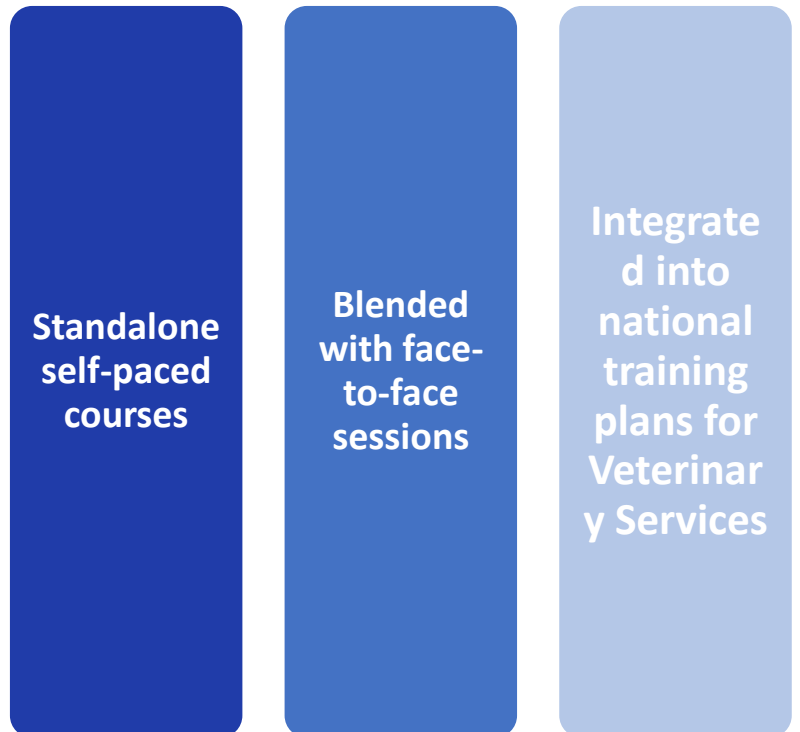 Standalone
self-paced
courses
Blended
with face-
to-face
sessions
Integrate
d into
national
training
plans for
Veterinar
y Services